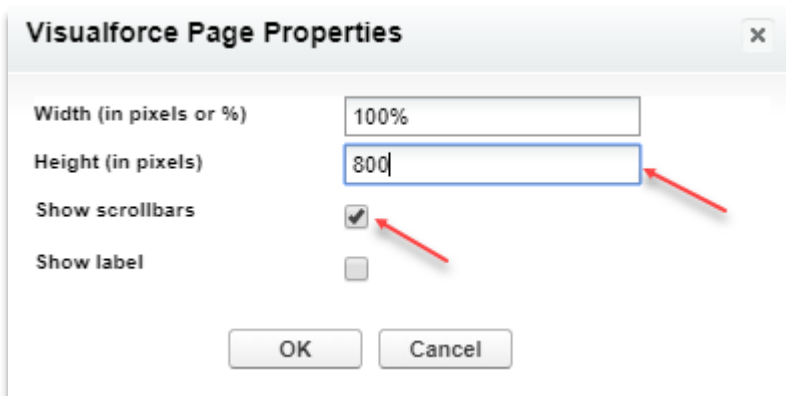 Visualforce Page Properties
Width (in pixels or %) 100%
Height (in pixels) 800
Show scrollbars
Show label
OK Cancel